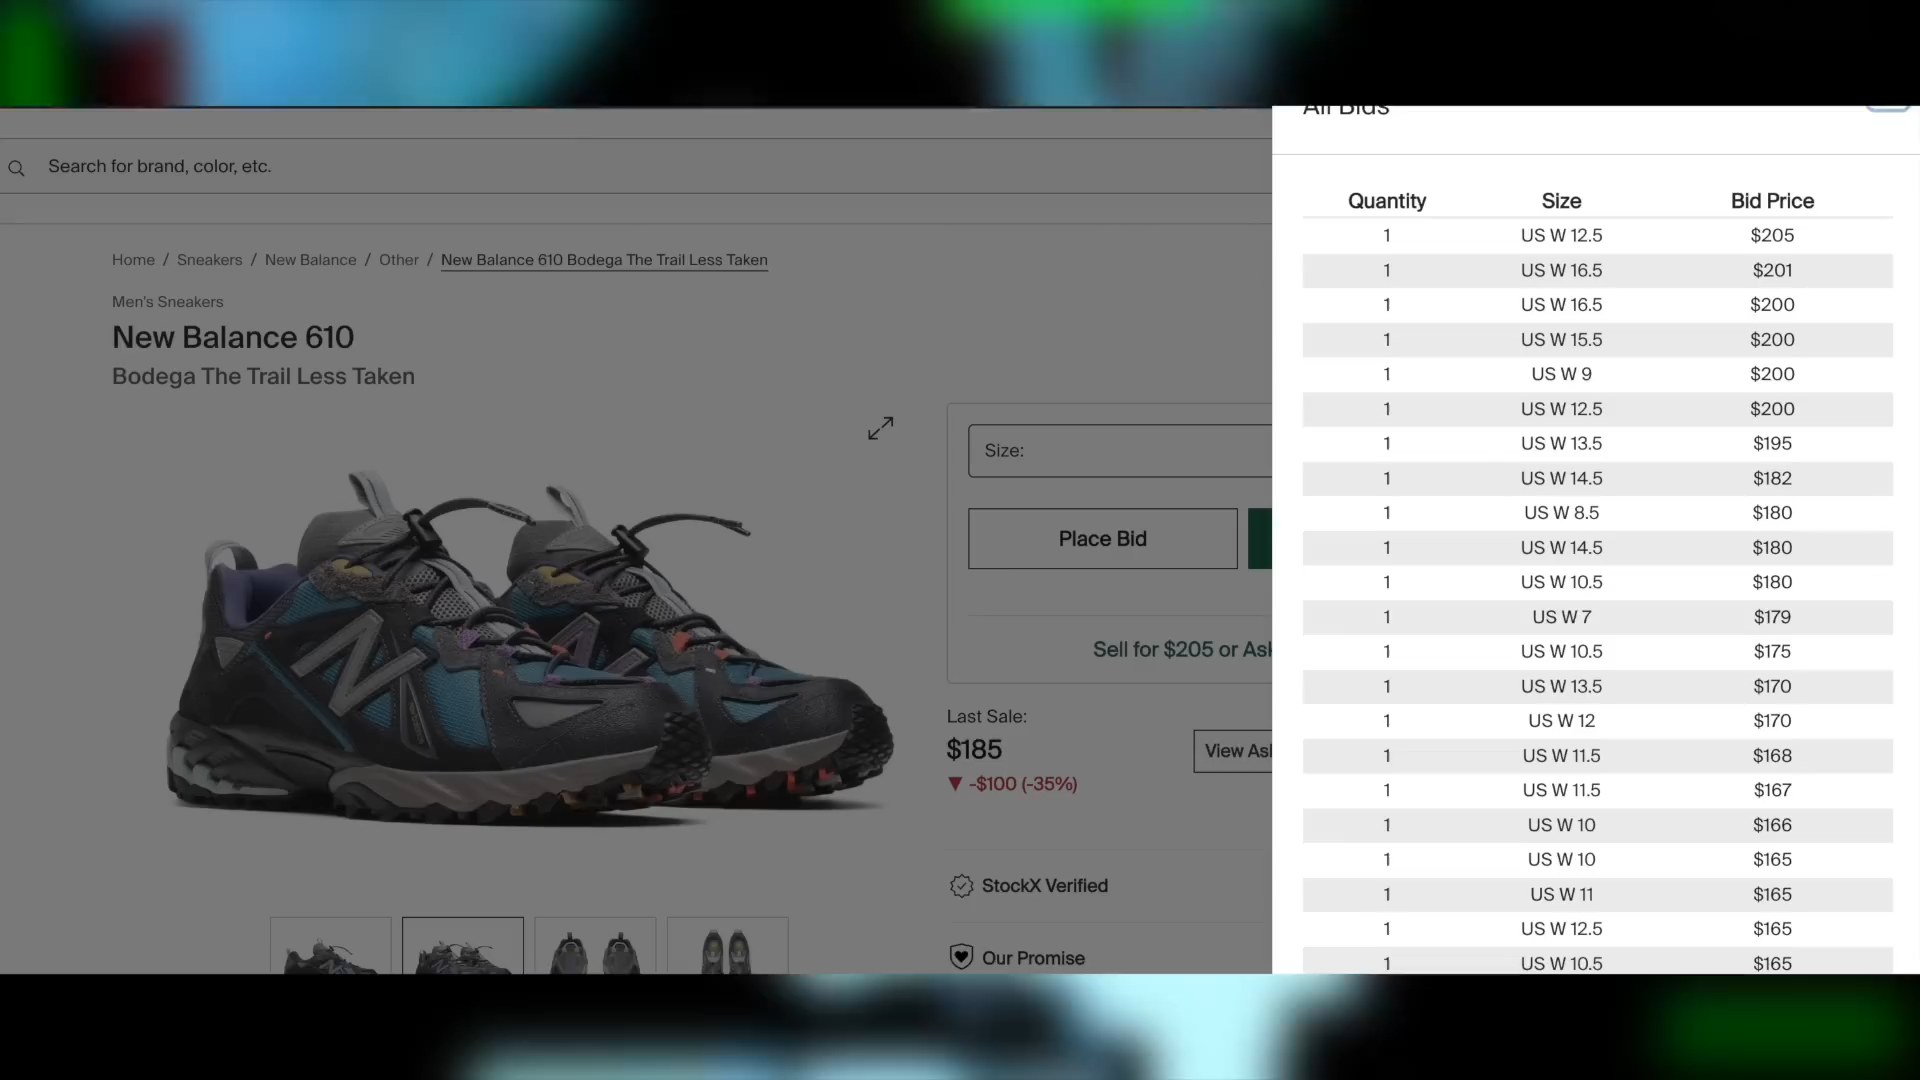 All Bids
Search for brand, color, etc.
Home / Sneakers / New Balance / Other / New Balance 610 Bodega The Trail Less Taken
Men's Sneakers
New Balance 610
Bodega The Trail Less Taken
Size:
Place Bid
Sell for $205 or Ask
Last Sale:
$185
▼ -$100 (-35%)
View Asl
StockX Verified
Our Promise
Quantity Size Bid Price
1 US W 12.5 $205
1 US W 16.5 $201
1 US W 16.5 $200
1 US W 15.5 $200
1 US W 9 $200
1 US W 12.5 $200
1 US W 13.5 $195
1 US W 14.5 $182
1 US W 8.5 $180
1 US W 14.5 $180
1 US W 10.5 $180
1 US W 7 $179
1 US W 10.5 $175
1 US W 13.5 $170
1 US W 12 $170
1 US W 11.5 $168
1 US W 11.5 $167
1 US W 10 $166
1 US W 10 $165
1 US W 11 $165
1 US W 12.5 $165
1 US W 10.5 $165